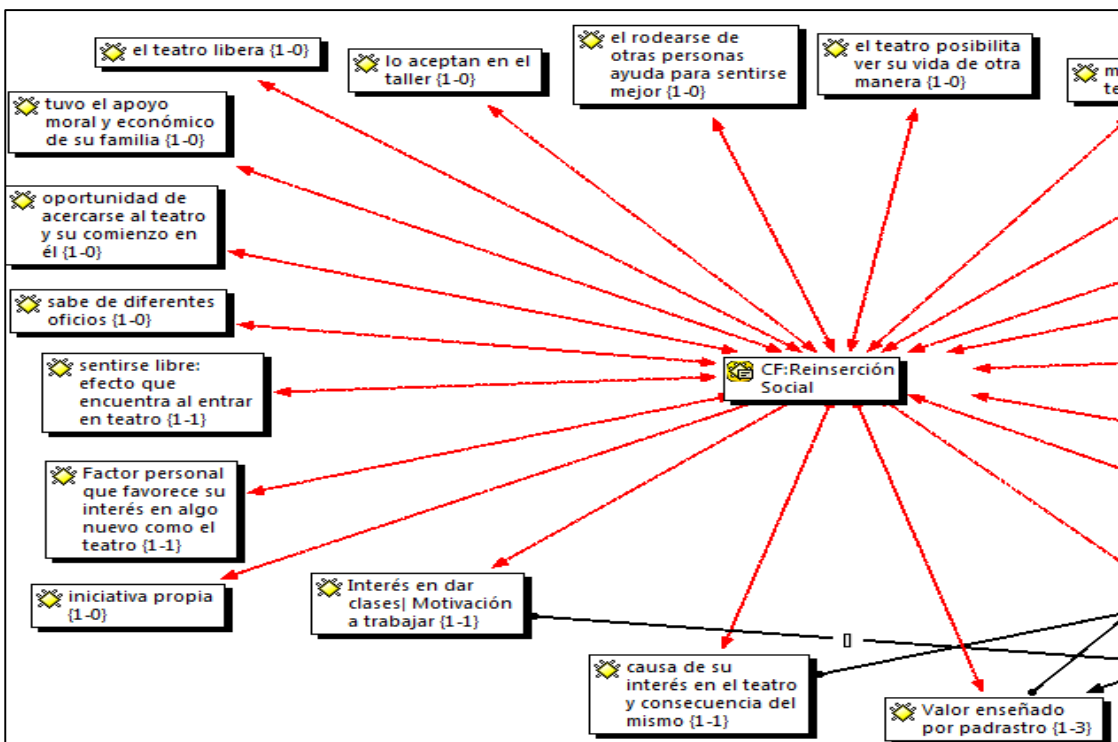 el teatro libera {1-0}
lo aceptan en el
taller {1-0}
el rodearse de
otras personas
ayuda para sentirse
mejor {1-0}
el teatro posibilita
ver su vida de otra
manera {1-0}
tuvo el apoyo
moral y económico
de su familia {1-0}
oportunidad de
acercarse al teatro
y su comienzo en
él {1-0}
sabe de diferentes
oficios {1-0}
sentirse libre:
efecto que
encuentra al entrar
en teatro {1-1}
CF:Reinserción
Social
Factor personal
que favorece su
interés en algo
nuevo como el
teatro {1-1}
iniciativa propia
{1-0}
Interés en dar
clases| Motivación
a trabajar {1-1}
causa de su
interés en el teatro
y consecuencia del
mismo {1-1}
Valor enseñado
por padrastro {1-3}